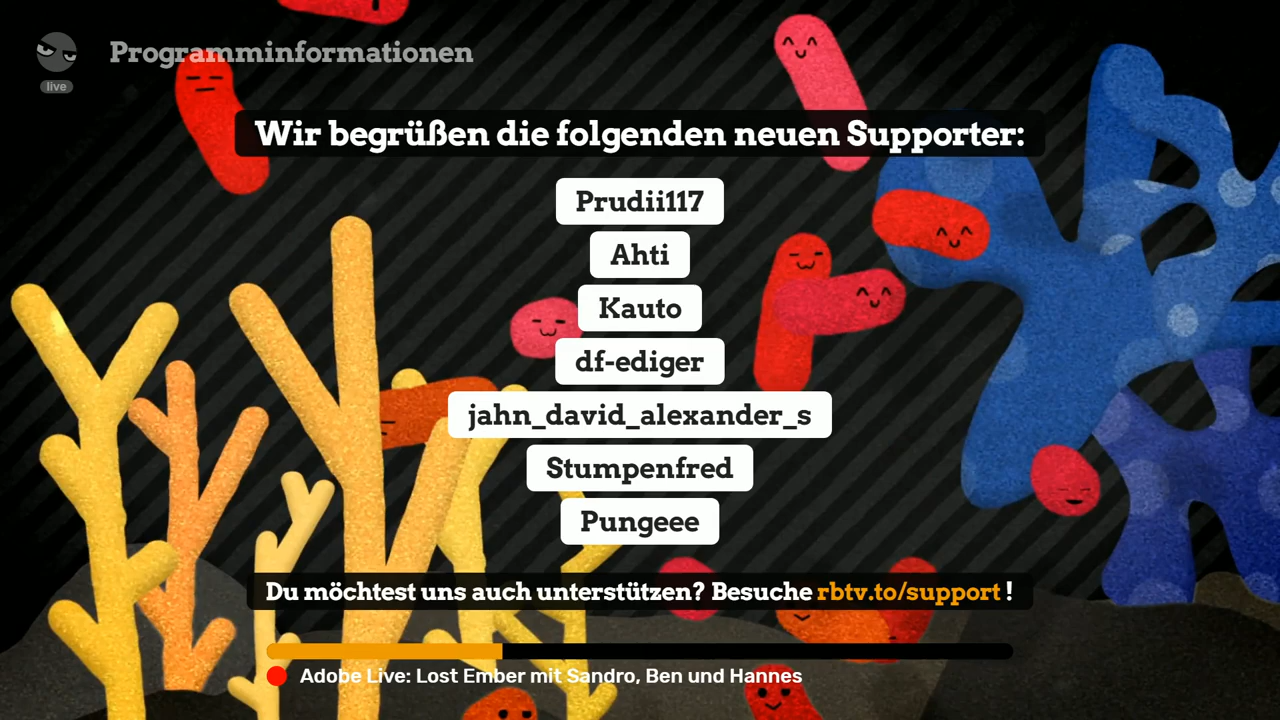 Programminformationen
live
Wir begrüßen die folgenden neuen Supporter:
Prudii117
Ahti
Kauto
df-ediger
jahn_david_alexander_s
Stumpenfred
Pungeee
Du möchtest uns auch unterstützen? Besuche rbtv.to/support !
Adobe Live: Lost Ember mit Sandro, Ben und Hannes